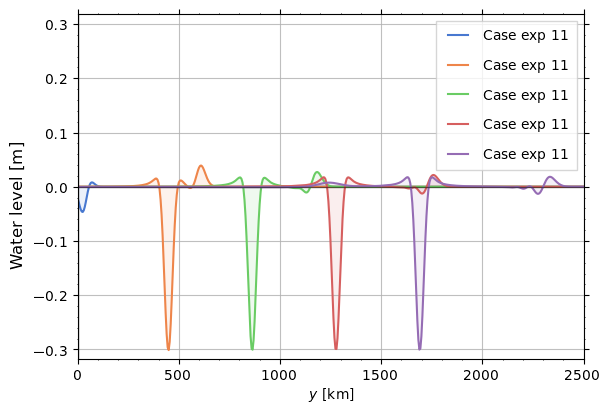 0.3
0.2
0.1
0.0
−0.1
−0.2
−0.3
Water level [m]
Case exp 11
Case exp 11
Case exp 11
Case exp 11
Case exp 11
0
500
1000
1500
2000
2500
y [km]